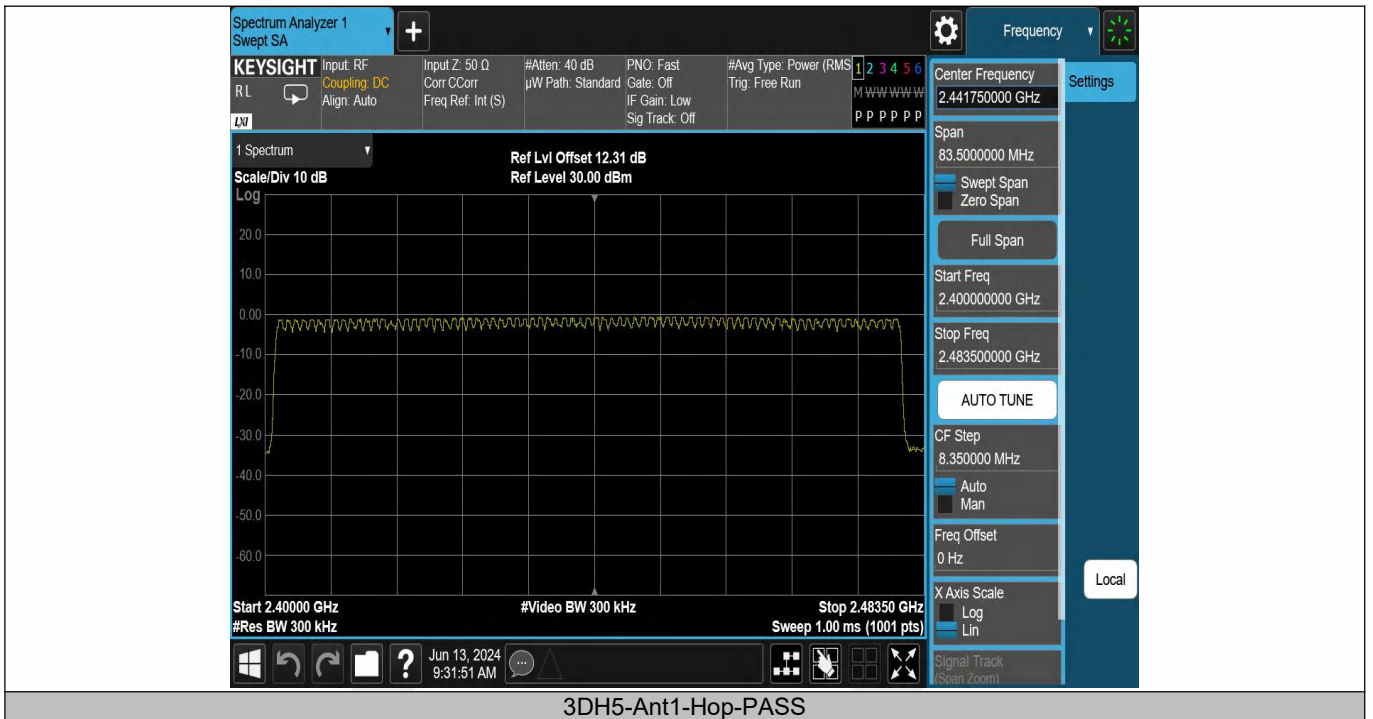 Spectrum Analyzer 1
Swept SA
+
Frequency
KEYSIGHT
RL
LXI
Input: RF
Coupling: DC
Align: Auto
Input Z: 50 Ω
Corr CCorr
Freq Ref: Int (S)
#Atten: 40 dB
µW Path: Standard
PNO: Fast
Gate: Off
IF Gain: Low
Sig Track: Off
#Avg Type: Power (RMS
Trig: Free Run
1 2 3 4 5 6
M W W W W W
P P P P P P
1 Spectrum
Scale/Div 10 dB
Ref Lvl Offset 12.31 dB
Ref Level 30.00 dBm
Log
20.0
10.0
0.00
-10.0
-20.0
-30.0
-40.0
-50.0
-60.0
Start 2.40000 GHz
#Res BW 300 kHz
#Video BW 300 kHz
Stop 2.48350 GHz
Sweep 1.00 ms (1001 pts)
Center Frequency
2.441750000 GHz
Settings
Span
83.5000000 MHz
Swept Span
Zero Span
Full Span
Start Freq
2.400000000 GHz
Stop Freq
2.483500000 GHz
AUTO TUNE
CF Step
8.350000 MHz
Auto
Man
Freq Offset
0 Hz
X Axis Scale
Log
Lin
Signal Track
(Span Zoom)
Local
?
Jun 13, 2024
9:31:51 AM
3DH5-Ant1-Hop-PASS